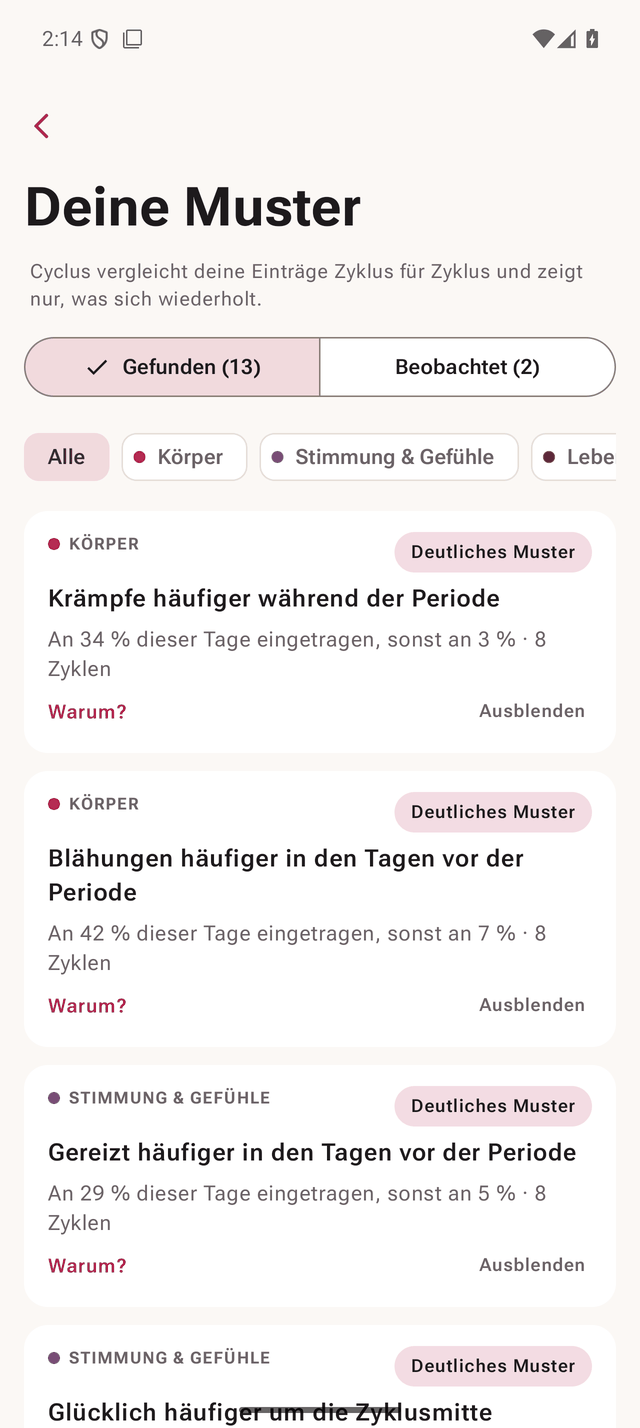 2:14
Deine Muster
Cyclus vergleicht deine Einträge Zyklus für Zyklus und zeigt
nur, was sich wiederholt.
Gefunden (13)
Beobachtet (2)
Alle
Körper
Stimmung & Gefühle
Lebe
KÖRPER
Deutliches Muster
Krämpfe häufiger während der Periode
An 34 % dieser Tage eingetragen, sonst an 3 % · 8
Zyklen
Warum?
Ausblenden
KÖRPER
Deutliches Muster
Blähungen häufiger in den Tagen vor der
Periode
An 42 % dieser Tage eingetragen, sonst an 7 % · 8
Zyklen
Warum?
Ausblenden
STIMMUNG & GEFÜHLE
Deutliches Muster
Gereizt häufiger in den Tagen vor der Periode
An 29 % dieser Tage eingetragen, sonst an 5 % · 8
Zyklen
Warum?
Ausblenden
STIMMUNG & GEFÜHLE
Deutliches Muster
Glücklich häufiger um die Zyklusmitte